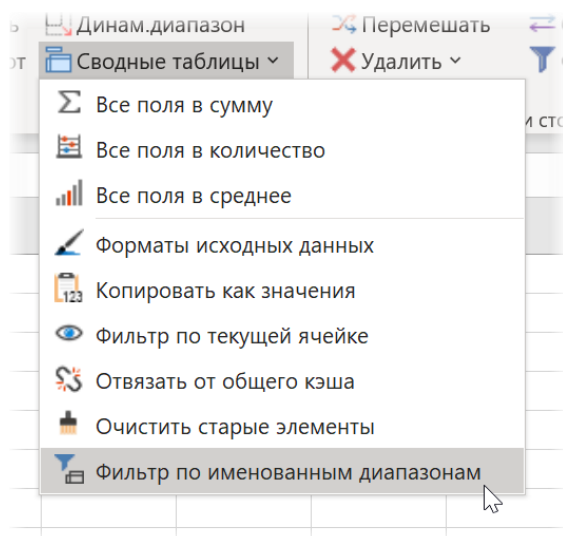 Динам.диапазон Перемешать
Сводные таблицы Удалить
Все поля в сумму
Все поля в количество
Все поля в среднее
Форматы исходных данных
123
Копировать как значения
Фильтр по текущей ячейке
Отвязать от общего кэша
Очистить старые элементы
Фильтр по именованным диапазонам